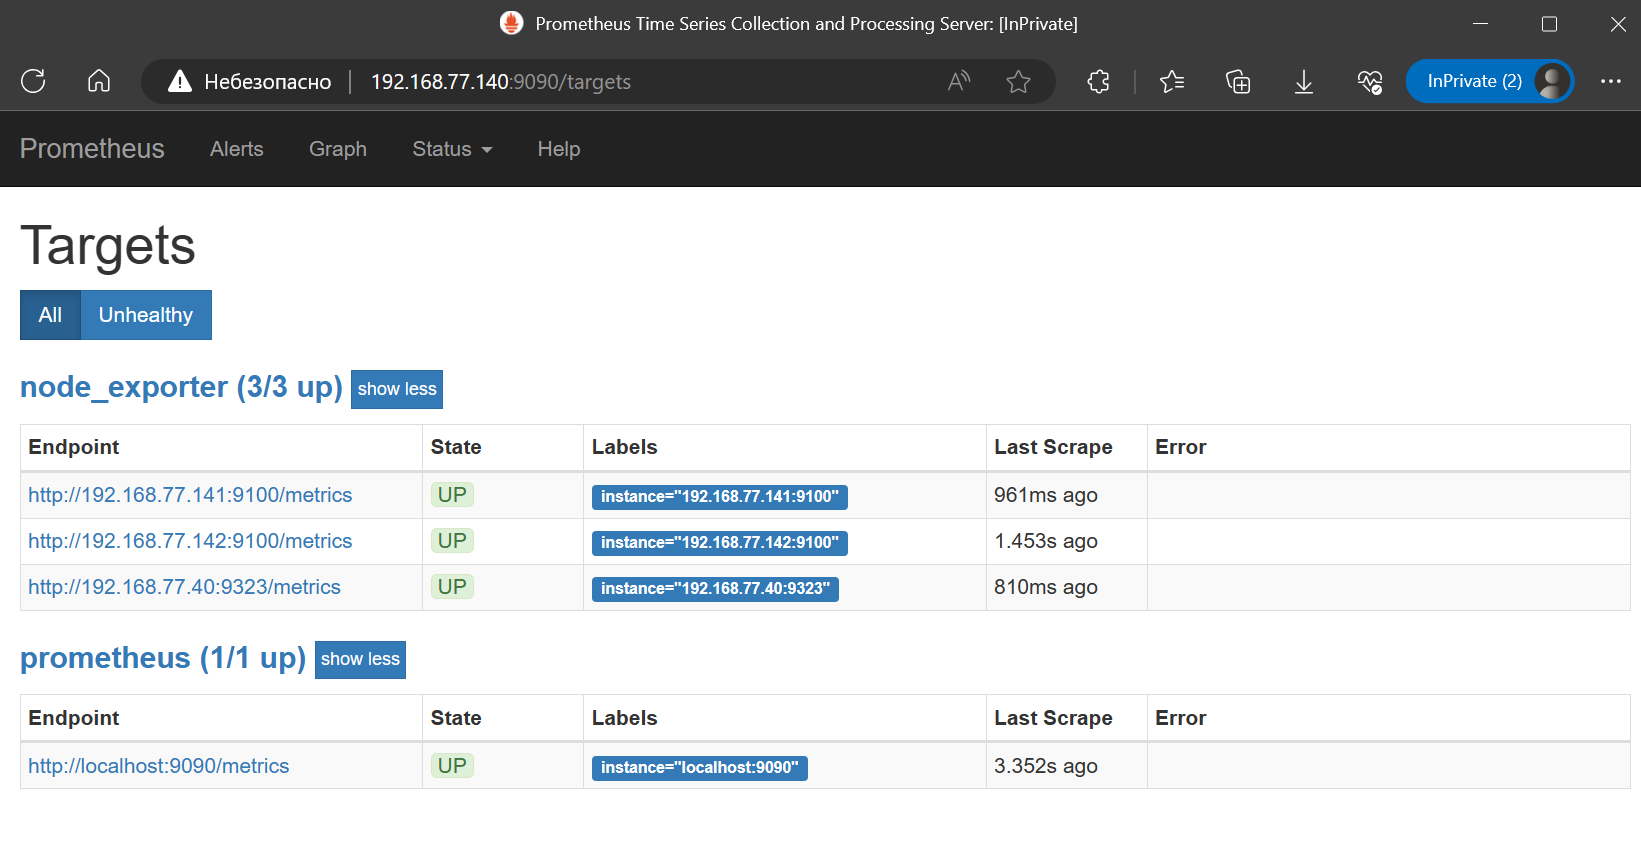 Prometheus Time Series Collection and Processing Server: [InPrivate]
Небезопасно 192.168.77.140:9090/targets InPrivate (2)
Prometheus Alerts Graph Status Help
Targets
All Unhealthy
node_exporter (3/3 up) show less
Endpoint State Labels Last Scrape Error
http://192.168.77.141:9100/metrics UP instance="192.168.77.141:9100" 961ms ago
http://192.168.77.142:9100/metrics UP instance="192.168.77.142:9100" 1.453s ago
http://192.168.77.40:9323/metrics UP instance="192.168.77.40:9323" 810ms ago
prometheus (1/1 up) show less
Endpoint State Labels Last Scrape Error
http://localhost:9090/metrics UP instance="localhost:9090" 3.352s ago